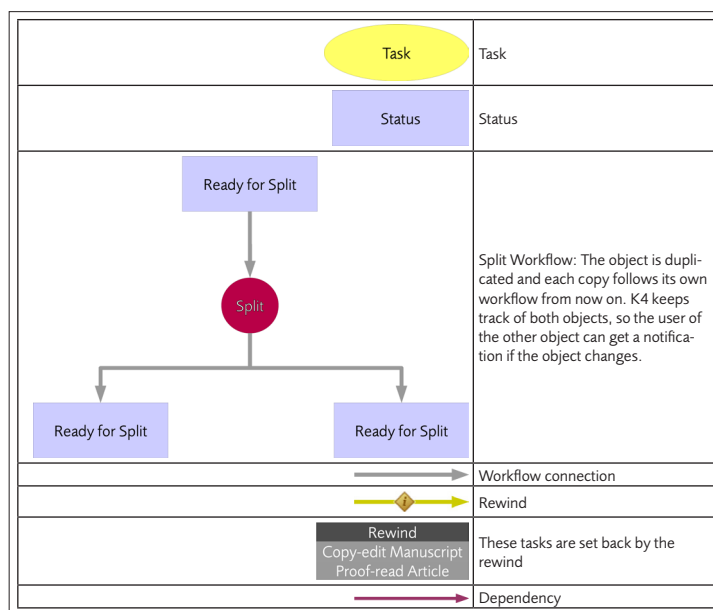 Task
Task
Status
Status
Ready for Split
Split
Ready for Split
Ready for Split
Split Workflow: The object is dupli-
cated and each copy follows its own
workflow from now on. K4 keeps
track of both objects, so the user of
the other object can get a notifica-
tion if the object changes.
Workflow connection
i
Rewind
Rewind
Copy-edit Manuscript
Proof-read Article
These tasks are set back by the
rewind
Dependency